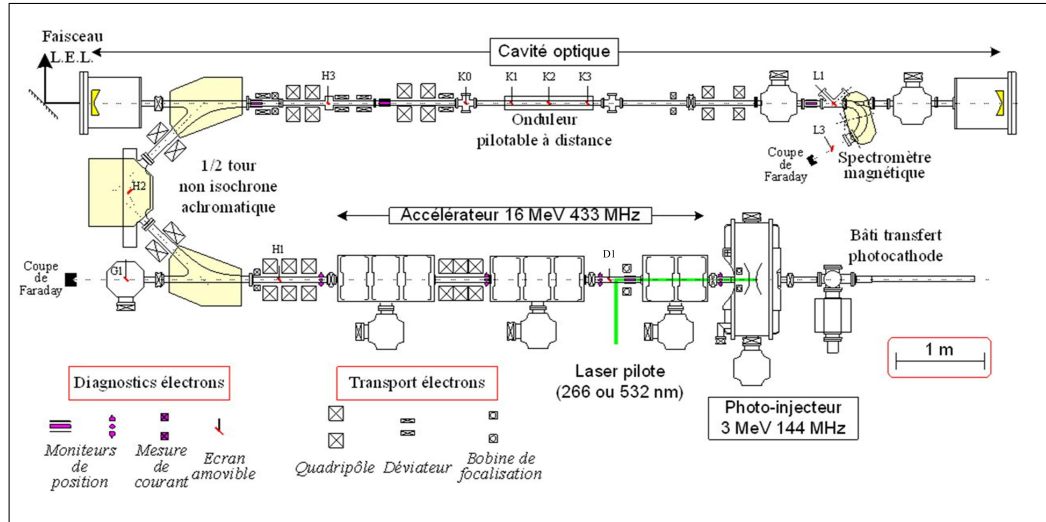 Faisceau
L.E.L.
Cavité optique
H3
K0
K1
K2
K3
L1
Onduleur
pilotable à distance
L3
Coupe
de
Faraday
Spectromètre
magnétique
H2
1/2 tour
non isochrone
achromatique
Accélérateur 16 MeV 433 MHz
Coupe
de
Faraday
G1
H1
D1
Bâti transfert
photocathode
1 m
Laser pilote
(266 ou 532 nm)
Photo-injecteur
3 MeV 144 MHz
Diagnostics électrons
Transport électrons
Moniteurs
de
position
Mesure
de
courant
Ecran
amovible
Quadripôle
Déviateur
Bobine de
focalisation